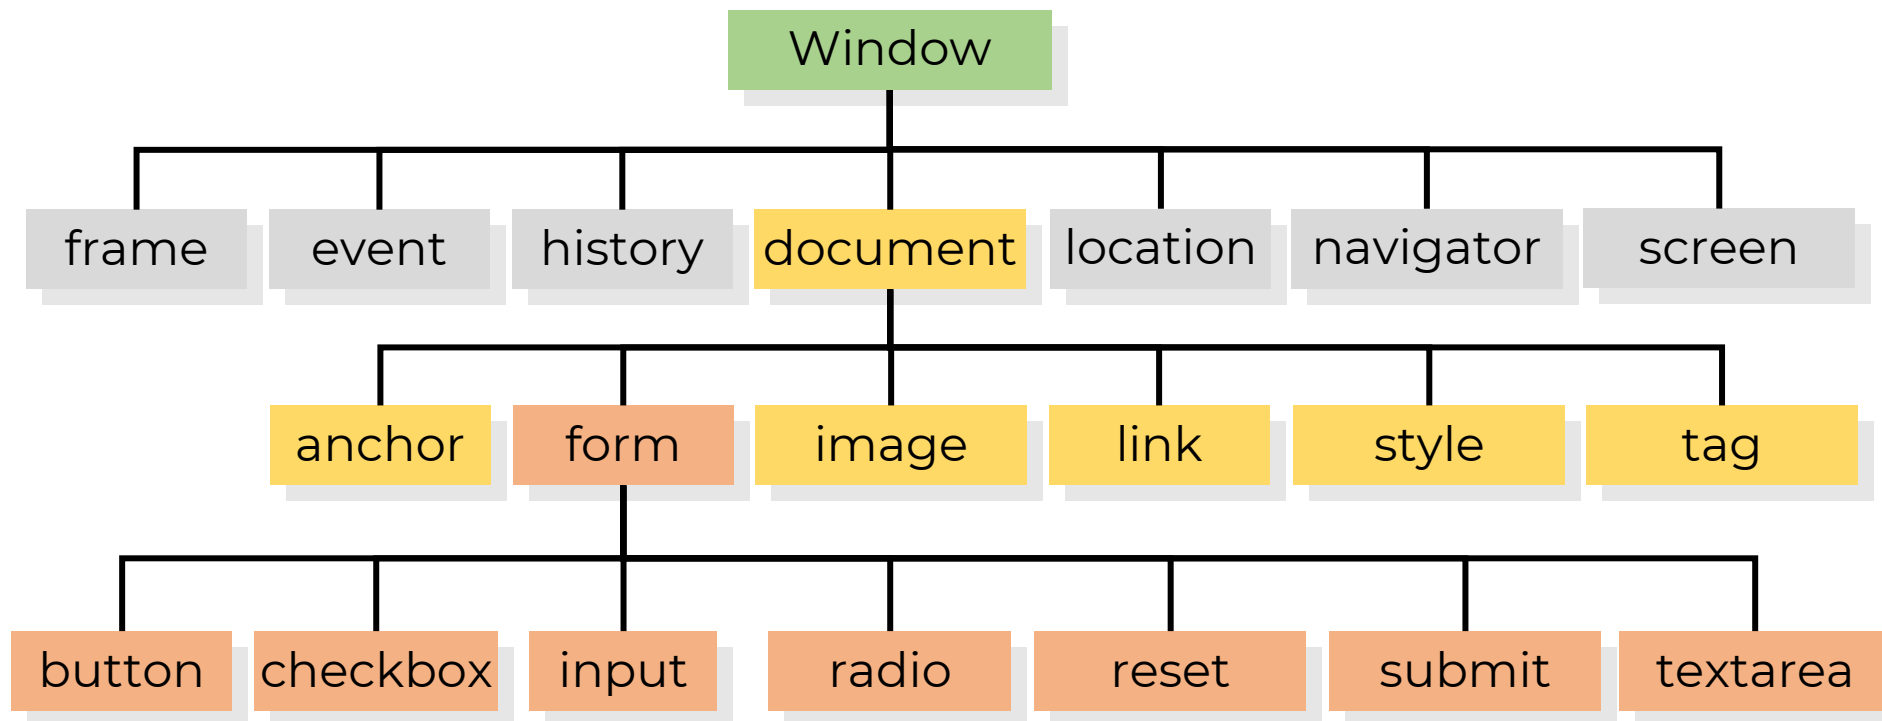 Window
frame
event
history
document
location
navigator
screen
anchor
form
image
link
style
tag
button
checkbox
input
radio
reset
submit
textarea